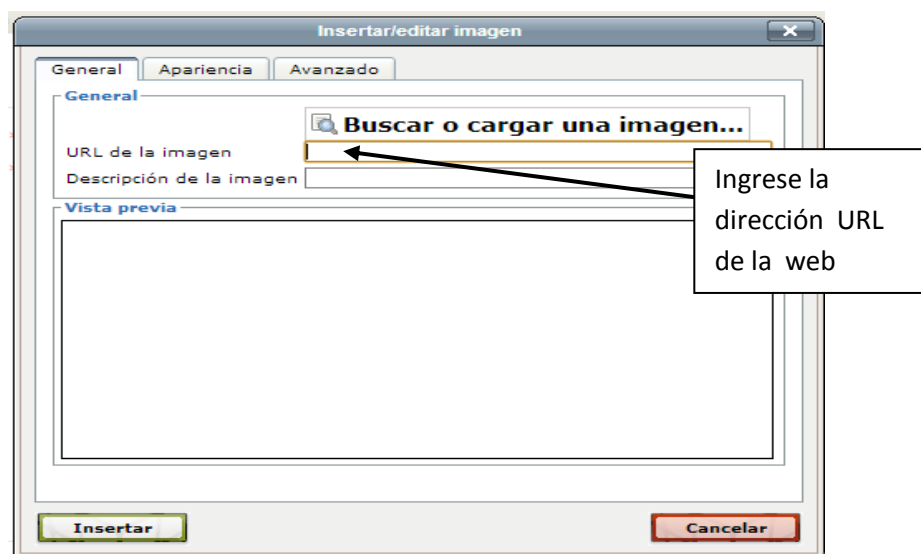 Insertar/editar imagen
General Apariencia Avanzado
General
Buscar o cargar una imagen...
URL de la imagen
Descripción de la imagen
Vista previa
Ingrese la
dirección URL
de la web
Insertar Cancelar